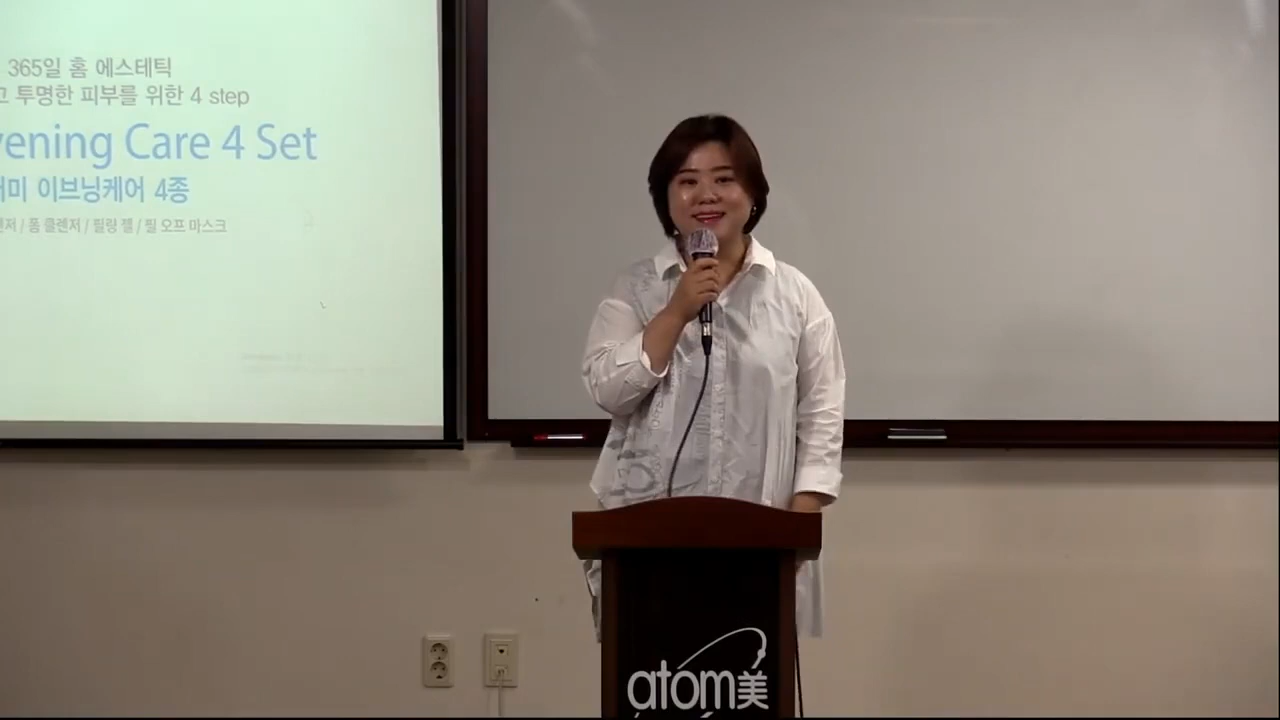 365일 홈 에스테틱
고 투명한 피부를 위한 4 step
vening Care 4 Set
미 이브닝케어 4종
렌저 / 폼 클렌저 / 필링 젤 / 필 오프 마스크
atom美